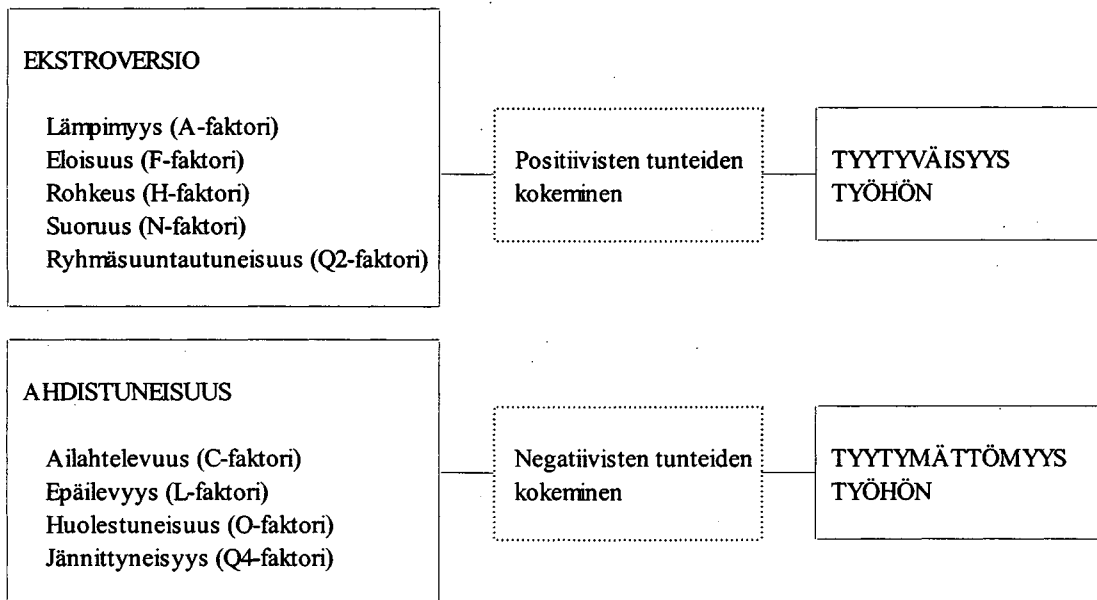 EKSTROVERSIO
Lämpimyys (A-faktori)
Eloisuus (F-faktori)
Rohkeus (H-faktori)
Suoruus (N-faktori)
Ryhmäsuuntautuneisuus (Q2-faktori)
Positiivisten tunteiden
kokeminen
TYYTYVÄISYYS
TYÖHÖN
AHDISTUNEISUUS
Ailahtelevuus (C-faktori)
Epäilevyys (L-faktori)
Huolestuneisuus (O-faktori)
Jännittyneisyys (Q4-faktori)
Negatiivisten tunteiden
kokeminen
TYYTYMÄTTÖMYYS
TYÖHÖN